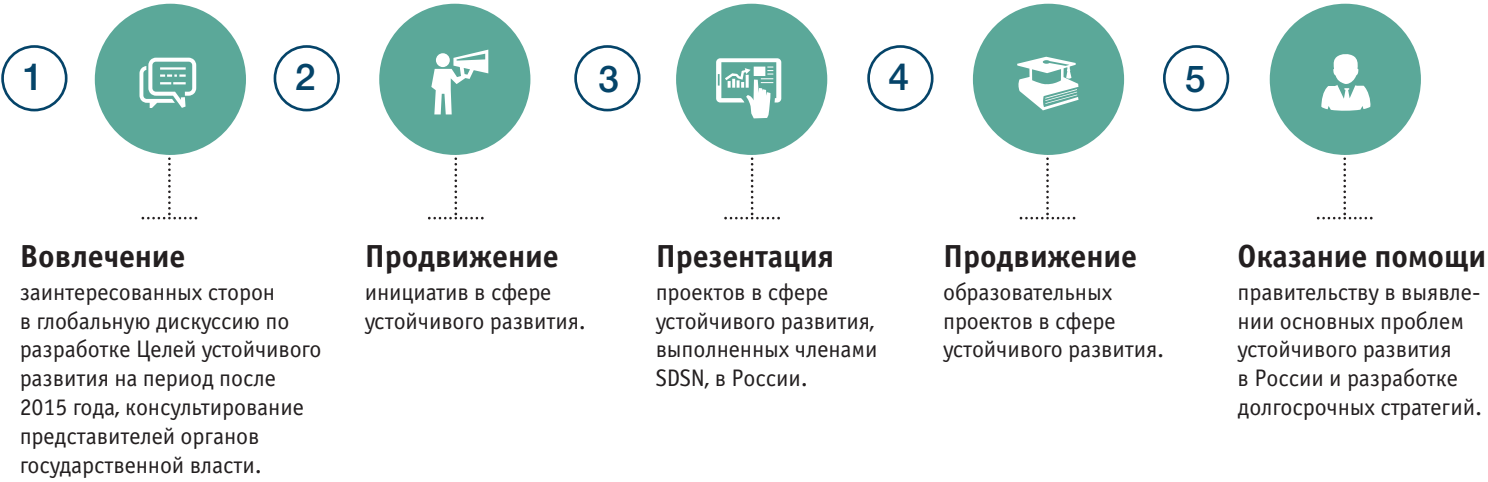 1
2
3
4
5
Вовлечение
заинтересованных сторон
в глобальную дискуссию по
разработке Целей устойчивого
развития на период после
2015 года, консультирование
представителей органов
государственной власти.
Продвижение
инициатив в сфере
устойчивого развития.
Презентация
проектов в сфере
устойчивого развития,
выполненных членами
SDSN, в России.
Продвижение
образовательных
проектов в сфере
устойчивого развития.
Оказание помощи
правительству в выявле-
нии основных проблем
устойчивого развития
в России и разработке
долгосрочных стратегий.